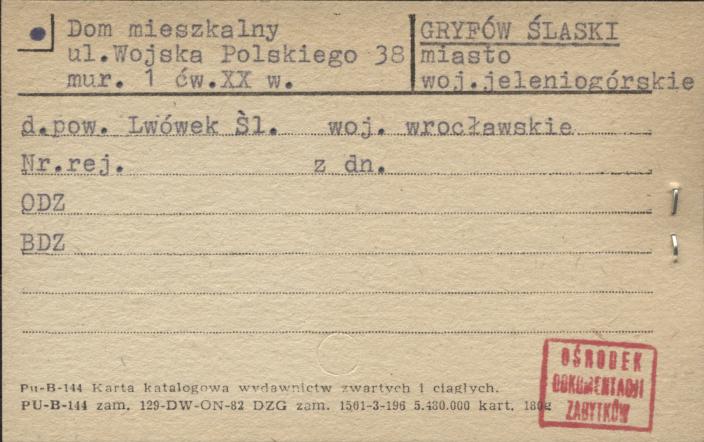 Dom mieszkalny
ul.Wojska Polskiego 38
mur. 1 ćw.XX w.
GRYFÓW ŚLASKI
miasto
woj.jeleniogórskie
d.pow. Lwówek Śl. woj. wrocławskie
Nr.rej. z dn.
ODZ
BDZ
Pu-B-144 Karta katalogowa wydawnictw zwartych i ciągłych.
PU-B-144 zam. 129-DW-ON-82 DZG zam. 1561-3-196 5.480.000 kart. 180g
OŚRODEK
DOKUMENTACJI
ZABYTKÓW